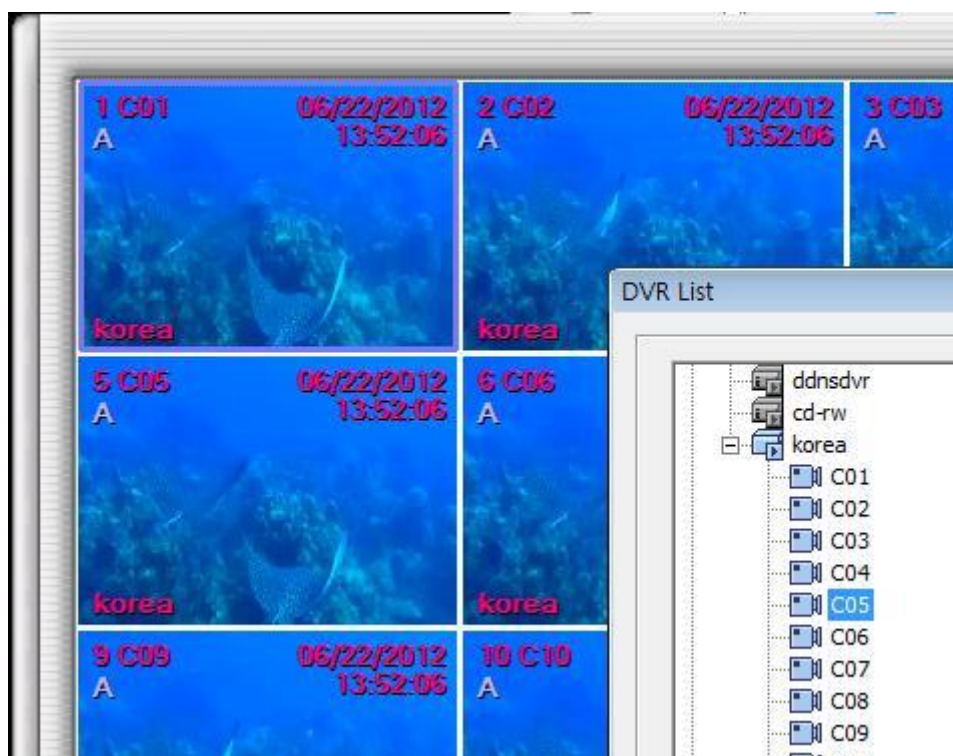 1 C01 06/22/2012
A 13:52:06
korea
2 C02 06/22/2012
A 13:52:06
korea
3 C03
A
5 C05 06/22/2012
A 13:52:06
korea
6 C06
A
korea
9 C09 06/22/2012
A 13:52:06
10 C10
A
DVR List
ddnsdvr
cd-rw
korea
C01
C02
C03
C04
C05
C06
C07
C08
C09